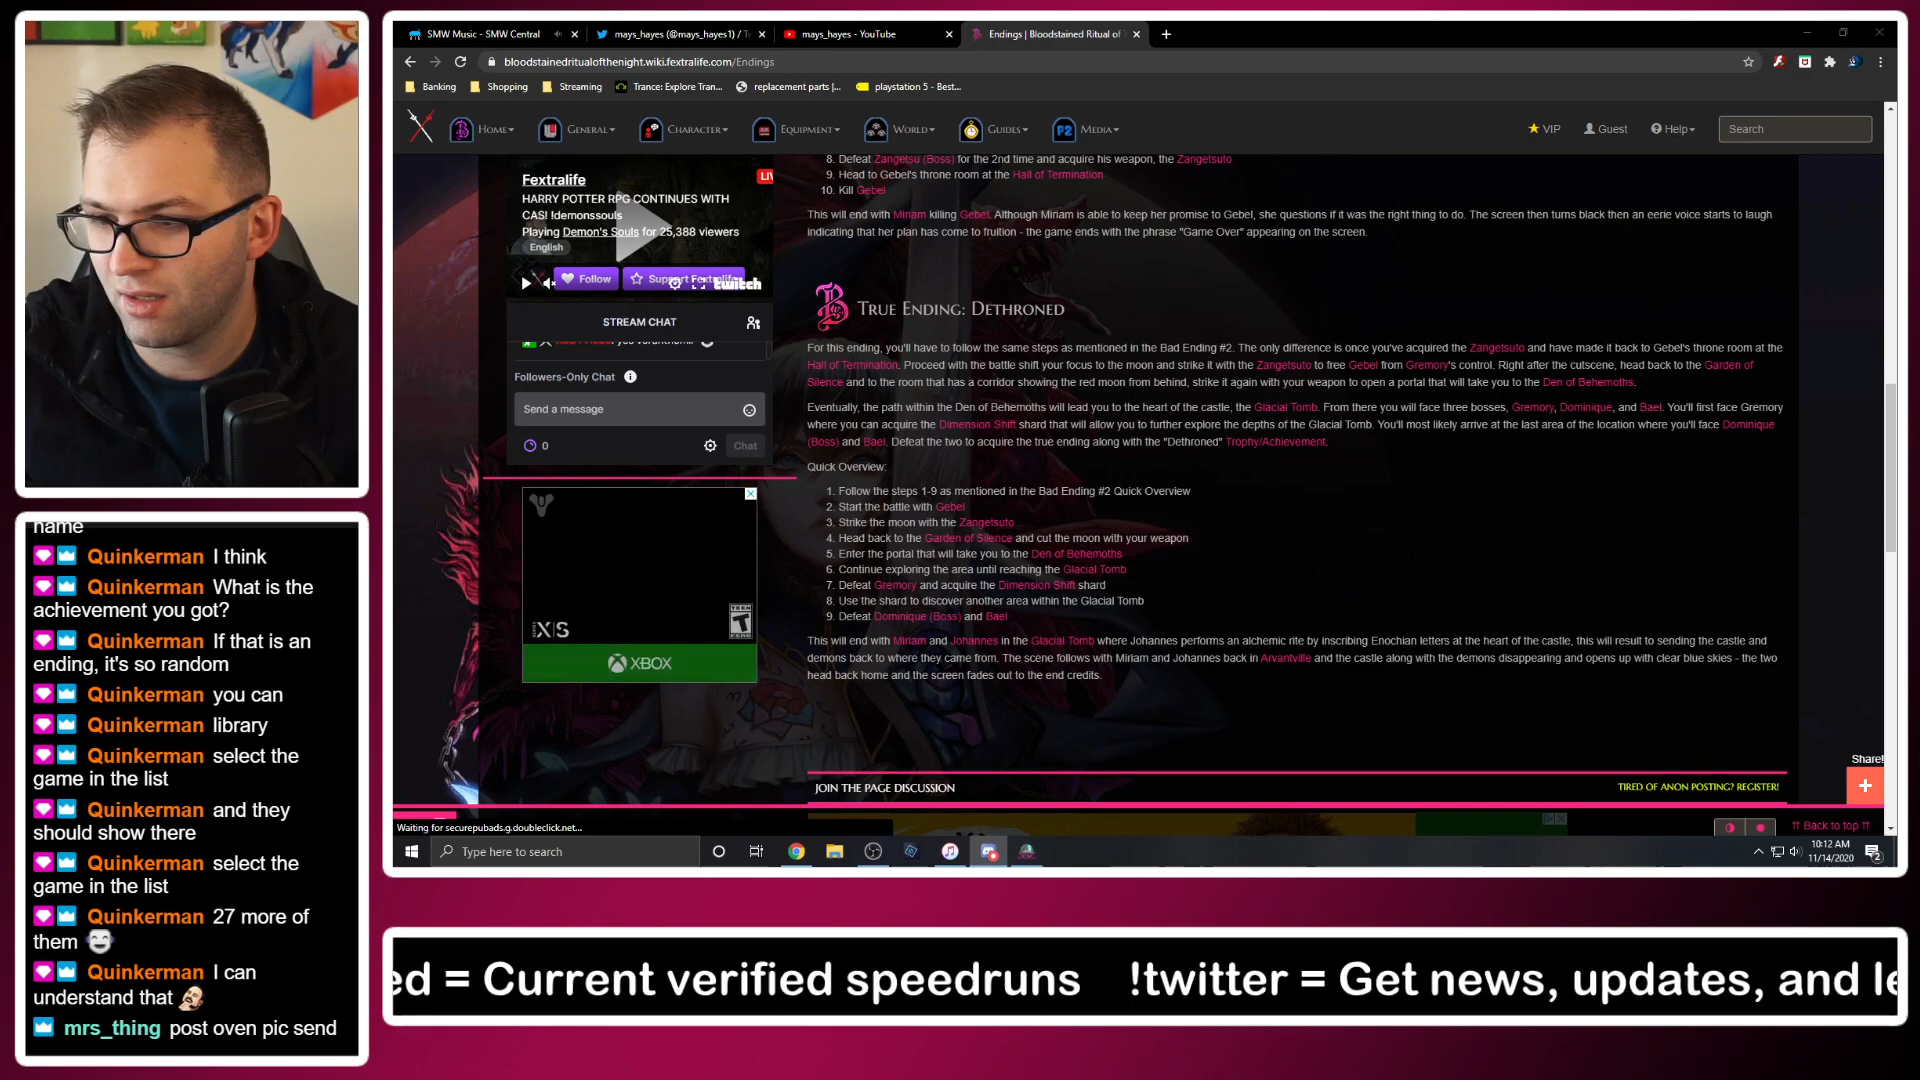 SMW Music - SMW Central
mays_hayes (@mays_hayes1) / Tw
mays_hayes - YouTube
Endings | Bloodstained Ritual of
bloodstainedritualofthenight.wiki.fextralife.com/Endings
Banking
Shopping
Streaming
Trance: Explore Tran...
replacement parts |...
playstation 5 - Best...
HOME
GENERAL
CHARACTER
EQUIPMENT
WORLD
GUIDES
MEDIA
VIP
Guest
Help
Search
Fextralife
LIV
HARRY POTTER RPG CONTINUES WITH
CAS! !demonssouls
Playing Demon's Souls for 25,388 viewers
English
Follow
Support Fextralife
twitch
STREAM CHAT
Followers-Only Chat
Send a message
0
Chat
XS
TEEN
XBOX
8. Defeat Zangetsu (Boss) for the 2nd time and acquire his weapon, the Zangetsuto
9. Head to Gebel's throne room at the Hall of Termination
10. Kill Gebel
This will end with Miriam killing Gebel. Although Miriam is able to keep her promise to Gebel, she questions if it was the right thing to do. The screen then turns black then an eerie voice starts to laugh
indicating that her plan has come to fruition - the game ends with the phrase "Game Over" appearing on the screen.
TRUE ENDING: DETHRONED
For this ending, you'll have to follow the same steps as mentioned in the Bad Ending #2. The only difference is once you've acquired the Zangetsuto and have made it back to Gebel's throne room at the
Hall of Termination. Proceed with the battle shift your focus to the moon and strike it with the Zangetsuto to free Gebel from Gremory's control. Right after the cutscene, head back to the Garden of
Silence and to the room that has a corridor showing the red moon from behind, strike it again with your weapon to open a portal that will take you to the Den of Behemoths.
Eventually, the path within the Den of Behemoths will lead you to the heart of the castle, the Glacial Tomb. From there you will face three bosses, Gremory, Dominique, and Bael. You'll first face Gremory
where you can acquire the Dimension Shift shard that will allow you to further explore the depths of the Glacial Tomb. You'll most likely arrive at the last area of the location where you'll face Dominique
(Boss) and Bael. Defeat the two to acquire the true ending along with the "Dethroned" Trophy/Achievement.
Quick Overview:
1. Follow the steps 1-9 as mentioned in the Bad Ending #2 Quick Overview
2. Start the battle with Gebel
3. Strike the moon with the Zangetsuto
4. Head back to the Garden of Silence and cut the moon with your weapon
5. Enter the portal that will take you to the Den of Behemoths
6. Continue exploring the area until reaching the Glacial Tomb
7. Defeat Gremory and acquire the Dimension Shift shard
8. Use the shard to discover another area within the Glacial Tomb
9. Defeat Dominique (Boss) and Bael
This will end with Miriam and Johannes in the Glacial Tomb where Johannes performs an alchemic rite by inscribing Enochian letters at the heart of the castle, this will result to sending the castle and
demons back to where they came from. The scene follows with Miriam and Johannes back in Arvantville and the castle along with the demons disappearing and opens up with clear blue skies - the two
head back home and the screen fades out to the end credits.
Share!
JOIN THE PAGE DISCUSSION
TIRED OF ANON POSTING? REGISTER!
Back to top
Waiting for securepubads.g.doubleclick.net...
Type here to search
10:12 AM
11/14/2020
2
name
Quinkerman I think
Quinkerman What is the
achievement you got?
Quinkerman If that is an
ending, it's so random
Quinkerman you can
Quinkerman library
Quinkerman select the
game in the list
Quinkerman and they
should show there
Quinkerman select the
game in the list
Quinkerman 27 more of
them
Quinkerman I can
understand that
mrs_thing post oven pic send
ed = Current verified speedruns !twitter = Get news, updates, and le